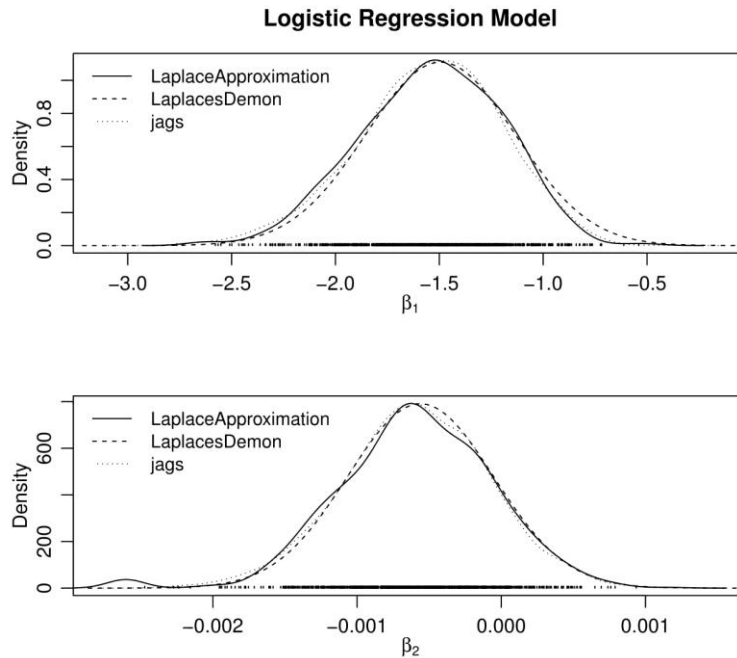 Logistic Regression Model
LaplaceApproximation
LaplacesDemon
jags
Density
0.0
0.4
0.8
−3.0 −2.5 −2.0 −1.5 −1.0 −0.5
β₁
LaplaceApproximation
LaplacesDemon
jags
Density
0
200
600
−0.002 −0.001 0.000 0.001
β₂